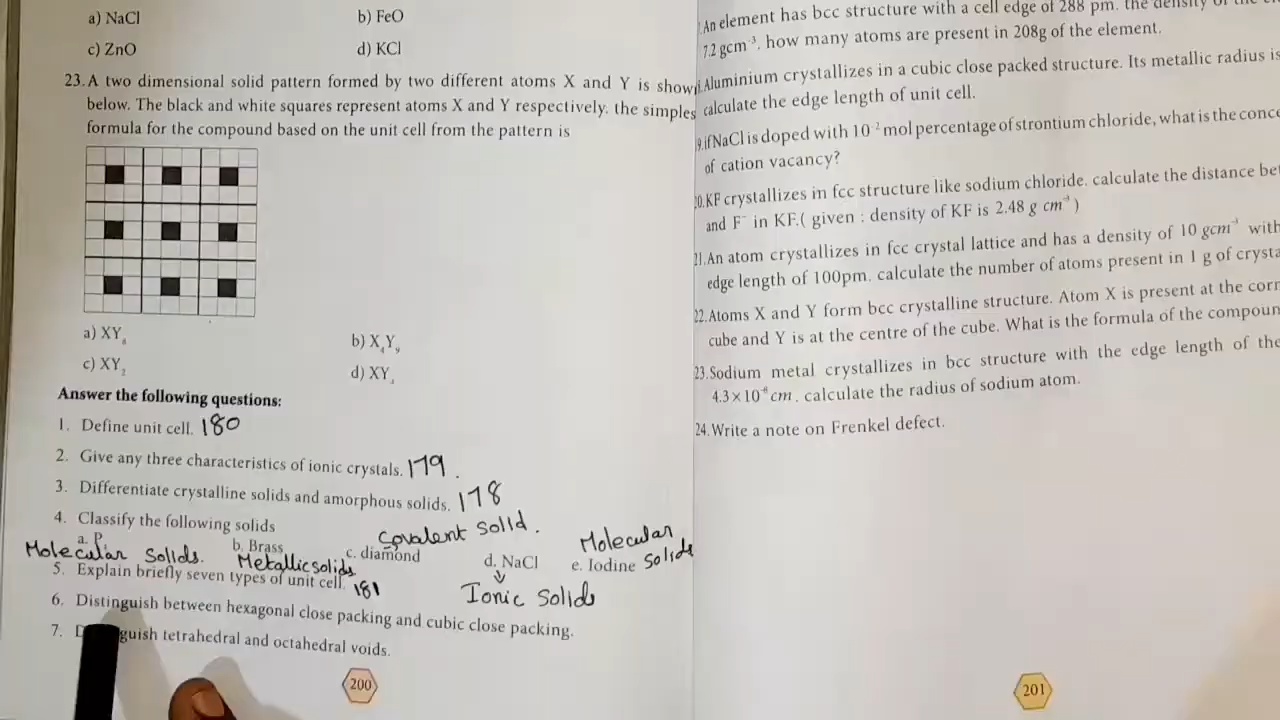 a) NaCl
b) FeO
c) ZnO
d) KCl
23. A two dimensional solid pattern formed by two different atoms X and Y is shown
below. The black and white squares represent atoms X and Y respectively. the simples
formula for the compound based on the unit cell from the pattern is
a) XY₈
b) X₄Y₉
c) XY₂
d) XY₄
Answer the following questions:
1. Define unit cell. 180
2. Give any three characteristics of ionic crystals. 179.
3. Differentiate crystalline solids and amorphous solids. 178
4. Classify the following solids
Covalent solid.
Molecular solids
a. P₄
b. Brass
c. diamond
d. NaCl
e. Iodine
Molecular Solids.
Metallic solids
Ionic Solids
5. Explain briefly seven types of unit cell. 181
6. Distinguish between hexagonal close packing and cubic close packing.
7. guish tetrahedral and octahedral voids.
200
An element has bcc structure with a cell edge of 288 pm. the density of the
7.2 gcm⁻³. how many atoms are present in 208g of the element.
Aluminium crystallizes in a cubic close packed structure. Its metallic radius is
calculate the edge length of unit cell.
9. if NaCl is doped with 10⁻² mol percentage of strontium chloride, what is the conce
of cation vacancy?
0. KF crystallizes in fcc structure like sodium chloride. calculate the distance be
and F⁻ in KF.( given : density of KF is 2.48 g cm⁻³)
21. An atom crystallizes in fcc crystal lattice and has a density of 10 gcm⁻³ with
edge length of 100pm. calculate the number of atoms present in 1 g of crysta
22. Atoms X and Y form bcc crystalline structure. Atom X is present at the corn
cube and Y is at the centre of the cube. What is the formula of the compoun
23. Sodium metal crystallizes in bcc structure with the edge length of the
4.3×10⁻⁸cm. calculate the radius of sodium atom.
24. Write a note on Frenkel defect.
201